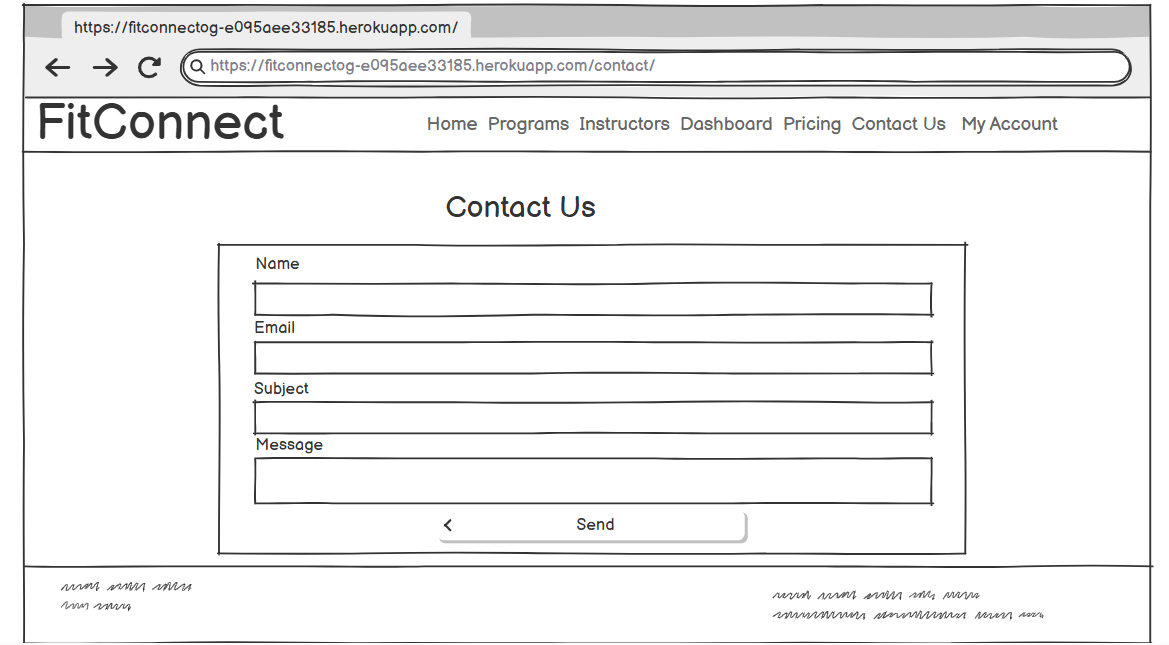 https://fitconnectog-e095aee33185.herokuapp.com/
https://fitconnectog-e095aee33185.herokuapp.com/contact/
FitConnect Home Programs Instructors Dashboard Pricing Contact Us My Account
Contact Us
Name
Email
Subject
Message
Send